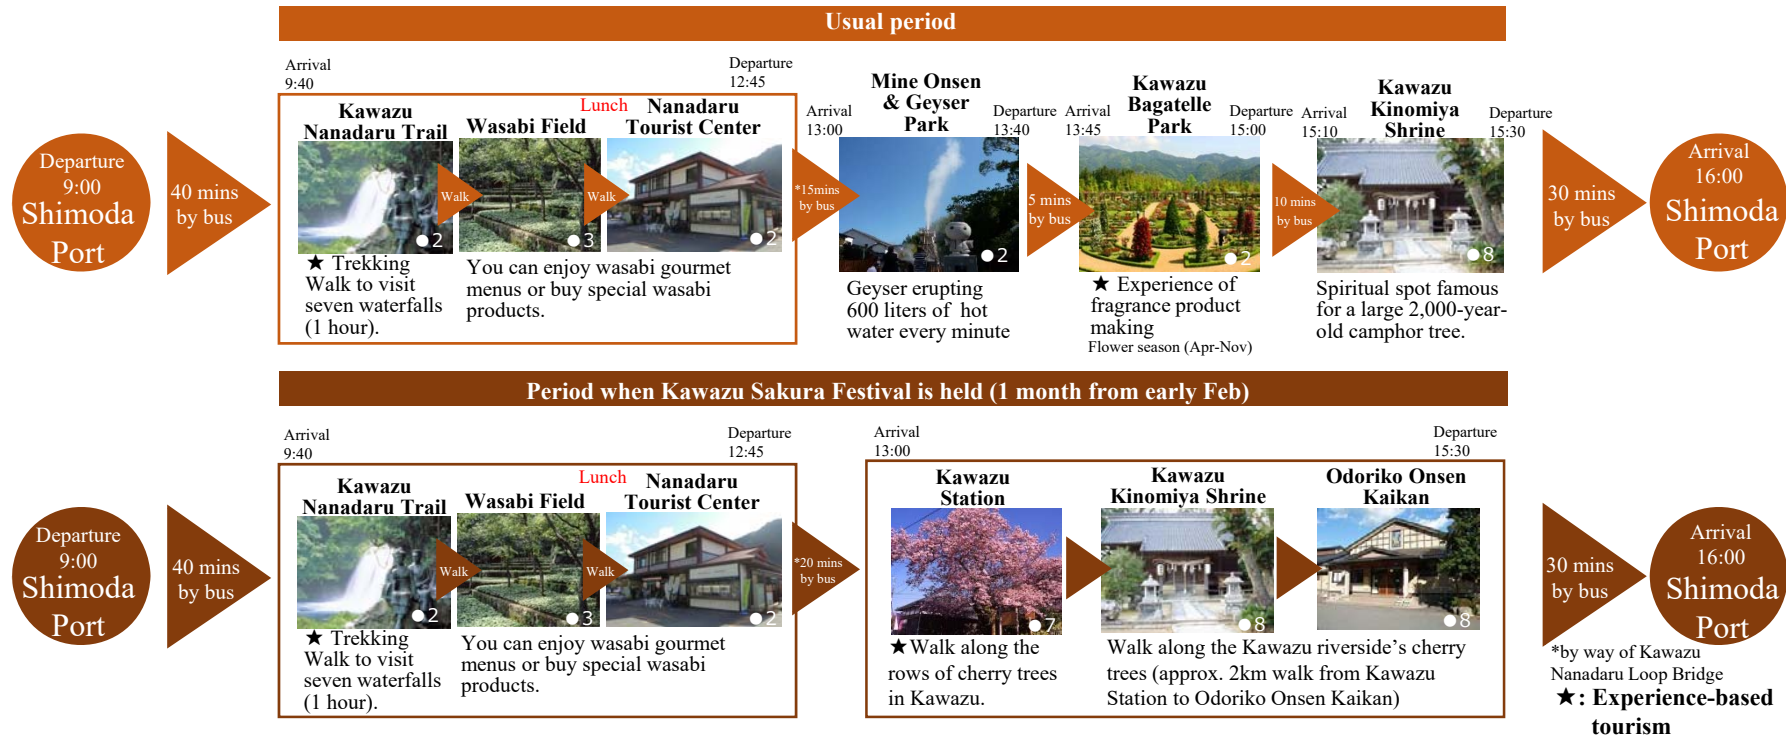 Usual period
Arrival
9:40
Departure
12:45
Departure
9:00
Shimoda
Port
40 mins
by bus
Kawazu
Nanadaru Trail
●2
★ Trekking
Walk to visit
seven waterfalls
(1 hour).
Walk
Wasabi Field
●3
You can enjoy wasabi gourmet
menus or buy special wasabi
products.
Walk
Lunch
Nanadaru
Tourist Center
●2
*15mins
by bus
Arrival
13:00
Mine Onsen
& Geyser
Park
Departure
13:40
●2
Geyser erupting
600 liters of hot
water every minute
5 mins
by bus
Arrival
13:45
Kawazu
Bagatelle
Park
Departure
15:00
●2
★ Experience of
fragrance product
making
Flower season (Apr-Nov)
10 mins
by bus
Arrival
15:10
Kawazu
Kinomiya
Shrine
Departure
15:30
●8
Spiritual spot famous
for a large 2,000-year-
old camphor tree.
30 mins
by bus
Arrival
16:00
Shimoda
Port
Period when Kawazu Sakura Festival is held (1 month from early Feb)
Arrival
9:40
Departure
12:45
Departure
9:00
Shimoda
Port
40 mins
by bus
Kawazu
Nanadaru Trail
●2
★ Trekking
Walk to visit
seven waterfalls
(1 hour).
Walk
Wasabi Field
●3
You can enjoy wasabi gourmet
menus or buy special wasabi
products.
Walk
Lunch
Nanadaru
Tourist Center
●2
*20 mins
by bus
Arrival
13:00
Departure
15:30
Kawazu
Station
●7
★Walk along the
rows of cherry trees
in Kawazu.
Kawazu
Kinomiya Shrine
●8
Odoriko Onsen
Kaikan
●8
Walk along the Kawazu riverside's cherry
trees (approx. 2km walk from Kawazu
Station to Odoriko Onsen Kaikan)
30 mins
by bus
Arrival
16:00
Shimoda
Port
*by way of Kawazu
Nanadaru Loop Bridge
★: Experience-based
tourism